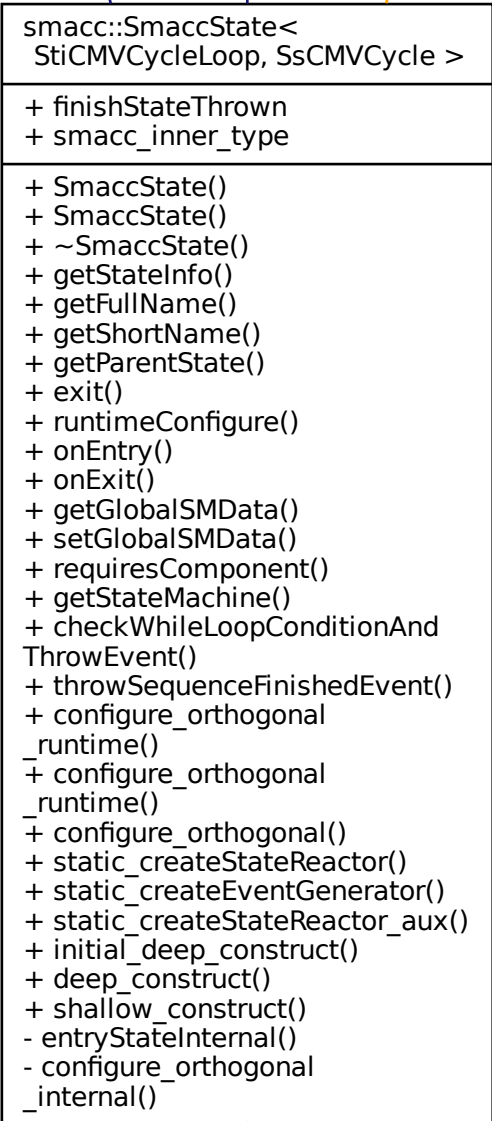 smacc::SmaccState<
StiCMVCycleLoop, SsCMVCycle >
+ finishStateThrown
+ smacc_inner_type
+ SmaccState()
+ SmaccState()
+ ~SmaccState()
+ getStateInfo()
+ getFullName()
+ getShortName()
+ getParentState()
+ exit()
+ runtimeConfigure()
+ onEntry()
+ onExit()
+ getGlobalSMData()
+ setGlobalSMData()
+ requiresComponent()
+ getStateMachine()
+ checkWhileLoopConditionAnd
ThrowEvent()
+ throwSequenceFinishedEvent()
+ configure_orthogonal
_runtime()
+ configure_orthogonal
_runtime()
+ configure_orthogonal()
+ static_createStateReactor()
+ static_createEventGenerator()
+ static_createStateReactor_aux()
+ initial_deep_construct()
+ deep_construct()
+ shallow_construct()
- entryStateInternal()
- configure_orthogonal
_internal()